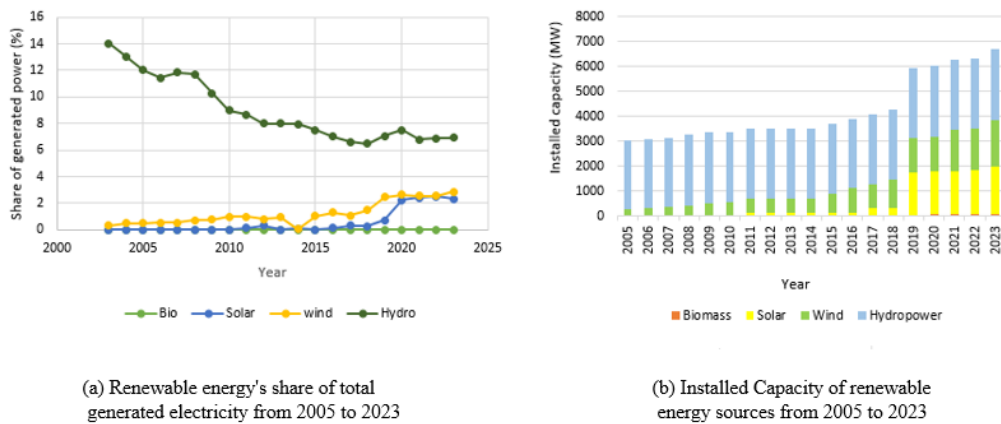 16
14
12
10
8
6
4
2
0
Share of generated power (%)
2000 2005 2010 2015 2020 2025
Year
Bio Solar wind Hydro
(a) Renewable energy's share of total
generated electricity from 2005 to 2023
8000
7000
6000
5000
4000
3000
2000
1000
0
Installed capacity (MW)
2005 2006 2007 2008 2009 2010 2011 2012 2013 2014 2015 2016 2017 2018 2019 2020 2021 2022 2023
Year
Biomass Solar Wind Hydropower
(b) Installed Capacity of renewable
energy sources from 2005 to 2023